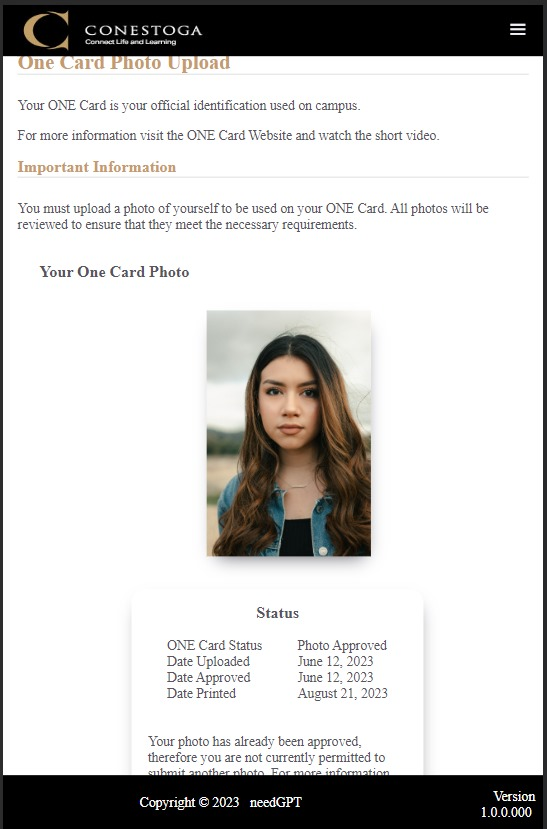 CONESTOGA
Connect Life and Learning
One Card Photo Upload
Your ONE Card is your official identification used on campus.
For more information visit the ONE Card Website and watch the short video.
Important Information
You must upload a photo of yourself to be used on your ONE Card. All photos will be
reviewed to ensure that they meet the necessary requirements.
Your One Card Photo
Status
ONE Card Status Photo Approved
Date Uploaded June 12, 2023
Date Approved June 12, 2023
Date Printed August 21, 2023
Your photo has already been approved,
therefore you are not currently permitted to
submit another photo. For more information
Copyright © 2023 needGPT
Version
1.0.0.000